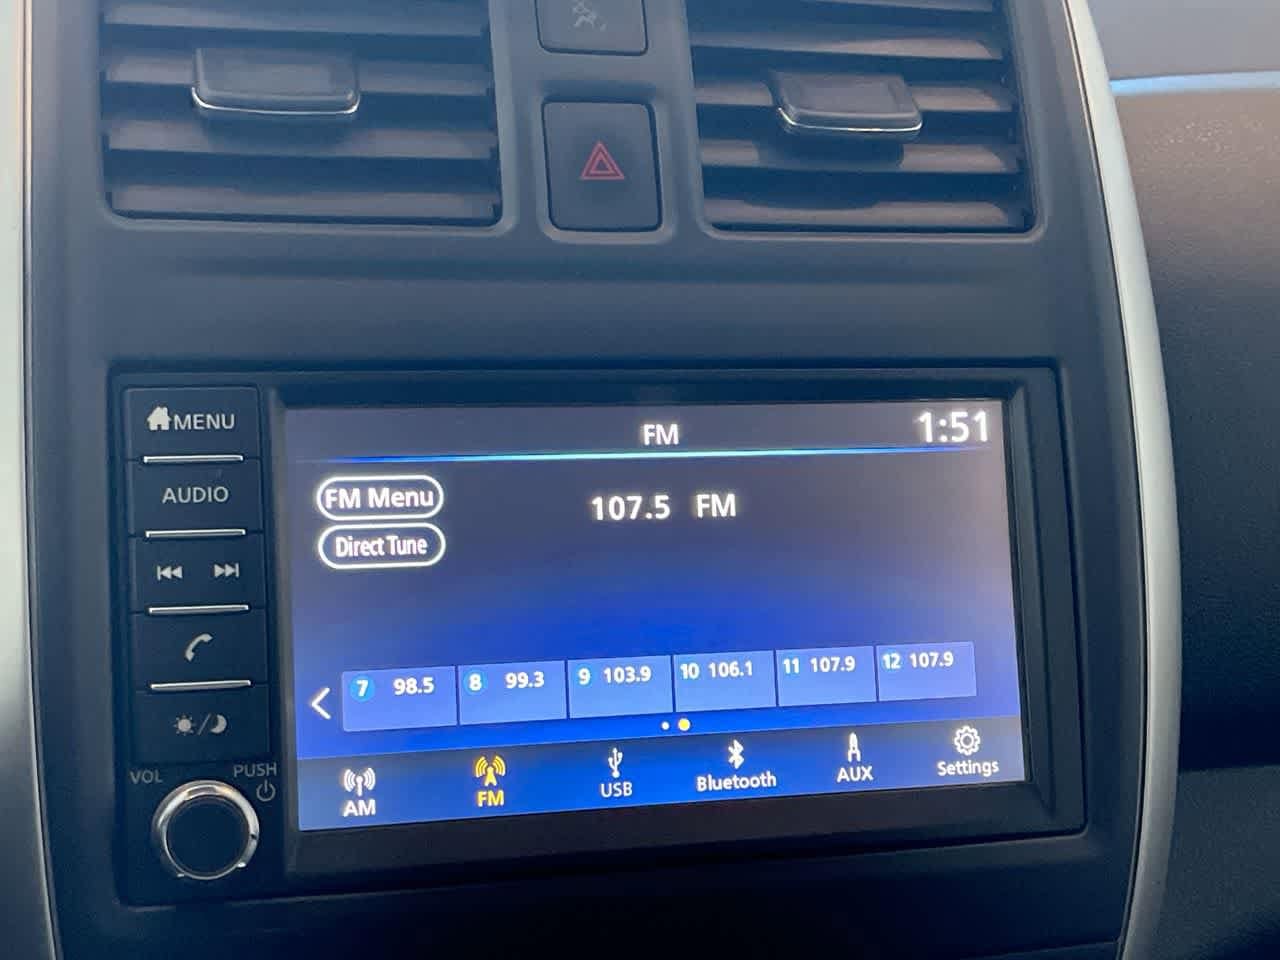 MENU
AUDIO
VOL
PUSH
FM
1:51
FM Menu
107.5 FM
Direct Tune
7 98.5
8 99.3
9 103.9
10 106.1
11 107.9
12 107.9
AM
FM
USB
Bluetooth
AUX
Settings